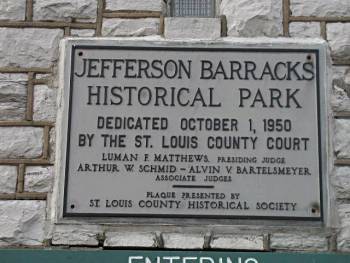 JEFFERSON BARRACKS
HISTORICAL PARK
DEDICATED OCTOBER 1, 1950
BY THE ST. LOUIS COUNTY COURT
LUMAN F. MATTHEWS, PRESIDING JUDGE
ARTHUR W. SCHMID - ALVIN V. BARTELSMEYER
ASSOCIATE JUDGES
PLAQUE PRESENTED BY
ST. LOUIS COUNTY HISTORICAL SOCIETY
ENTERING